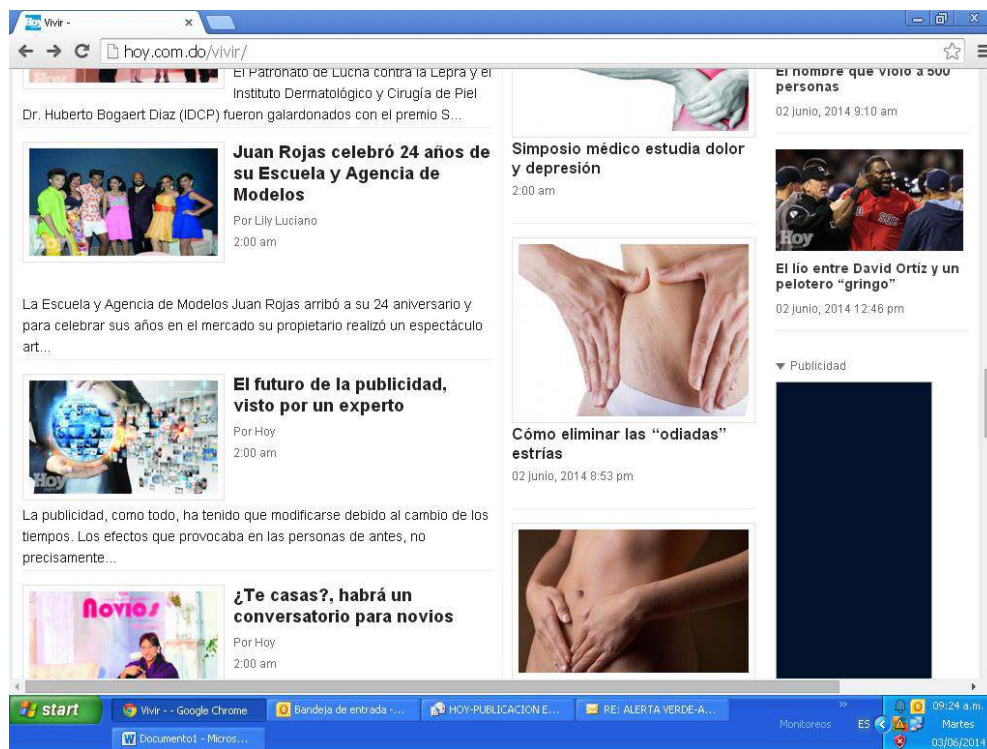 Vivir -
hoy.com.do/vivir/
El Patronato de Lucha contra la Lepra y el
Instituto Dermatológico y Cirugía de Piel
Dr. Huberto Bogaert Diaz (IDCP) fueron galardonados con el premio S...
Juan Rojas celebró 24 años de
su Escuela y Agencia de
Modelos
Por Lily Luciano
2:00 am
Hoy
La Escuela y Agencia de Modelos Juan Rojas arribó a su 24 aniversario y
para celebrar sus años en el mercado su propietario realizó un espectáculo
art...
El futuro de la publicidad,
visto por un experto
Por Hoy
2:00 am
Hoy
La publicidad, como todo, ha tenido que modificarse debido al cambio de los
tiempos. Los efectos que provocaba en las personas de antes, no
precisamente...
Novios
¿Te casas?, habrá un
conversatorio para novios
Por Hoy
2:00 am
Simposio médico estudia dolor
y depresión
2:00 am
Cómo eliminar las “odiadas”
estrías
02 junio, 2014 8:53 pm
El hombre que violó a 500
personas
02 junio, 2014 9:10 am
Hoy
El lío entre David Ortíz y un
pelotero “gringo”
02 junio, 2014 12:46 pm
Publicidad
start
Vivir - - Google Chrome
Bandeja de entrada -...
HOY-PUBLICACION E...
RE: ALERTA VERDE-A...
Documento1 - Micros...
Monitoreos
ES
09:24 a.m.
Martes
03/06/2014